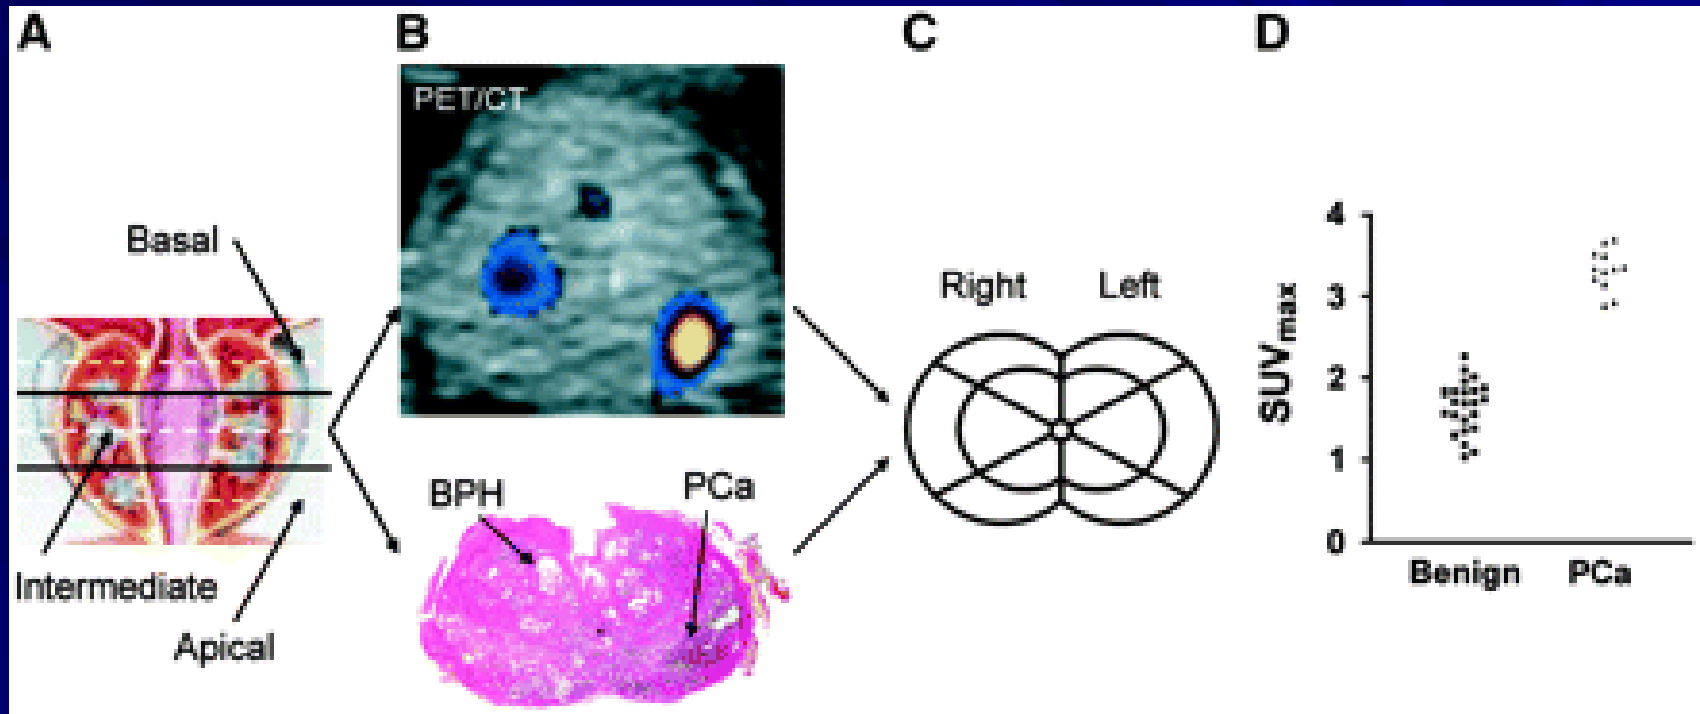 A
B
C
D
PET/CT
Basal
Intermediate
Apical
BPH
PCa
Right
Left
SUVmax
4
3
2
1
0
Benign
PCa